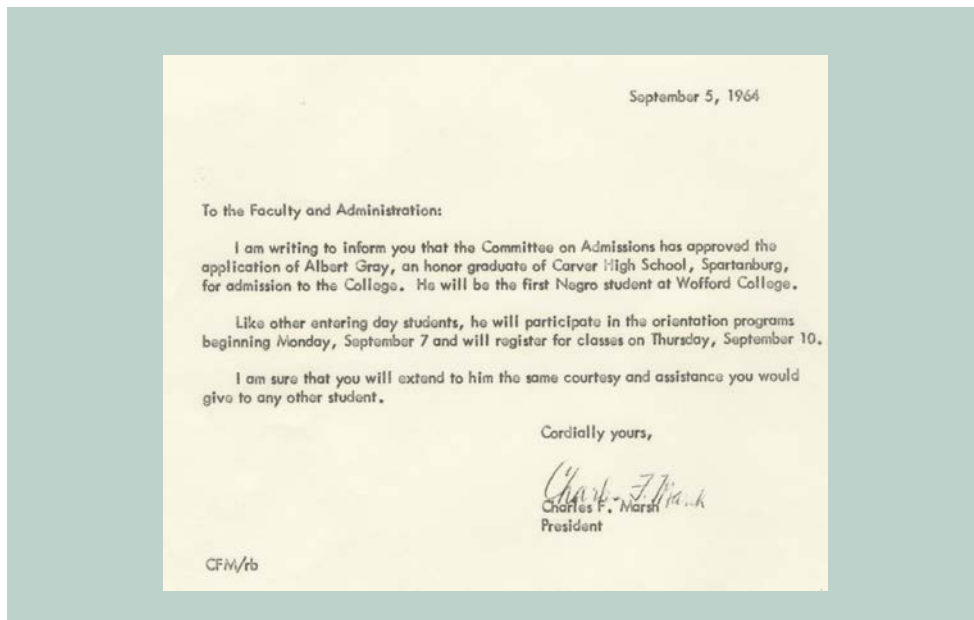 September 5, 1964
To the Faculty and Administration:
I am writing to inform you that the Committee on Admissions has approved the
application of Albert Gray, an honor graduate of Carver High School, Spartanburg,
for admission to the College. He will be the first Negro student at Wofford College.
Like other entering day students, he will participate in the orientation programs
beginning Monday, September 7 and will register for classes on Thursday, September 10.
I am sure that you will extend to him the same courtesy and assistance you would
give to any other student.
Cordially yours,
Charles F. Marsh
Charles F. Marsh
President
CFM/rb